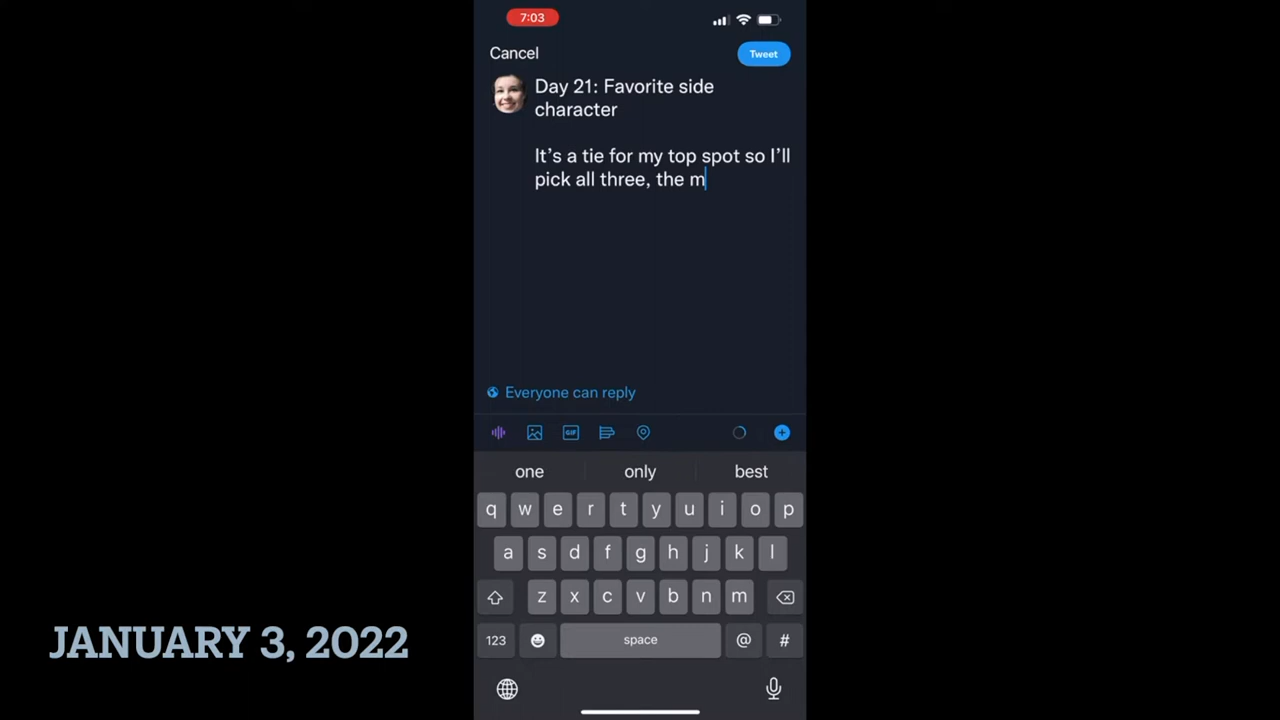 7:03
Cancel
Tweet
Day 21: Favorite side
character
It's a tie for my top spot so I'll
pick all three, the m
Everyone can reply
GIF
one only best
q w e r t y u i o p
a s d f g h j k l
z x c v b n m
123 space @ #
JANUARY 3, 2022